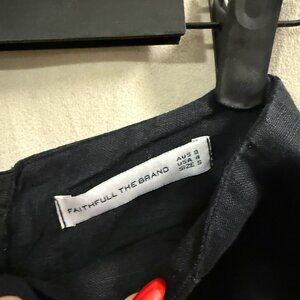 FAITHFULL THE BRAND
AUS 8
USA 4
SIZE S